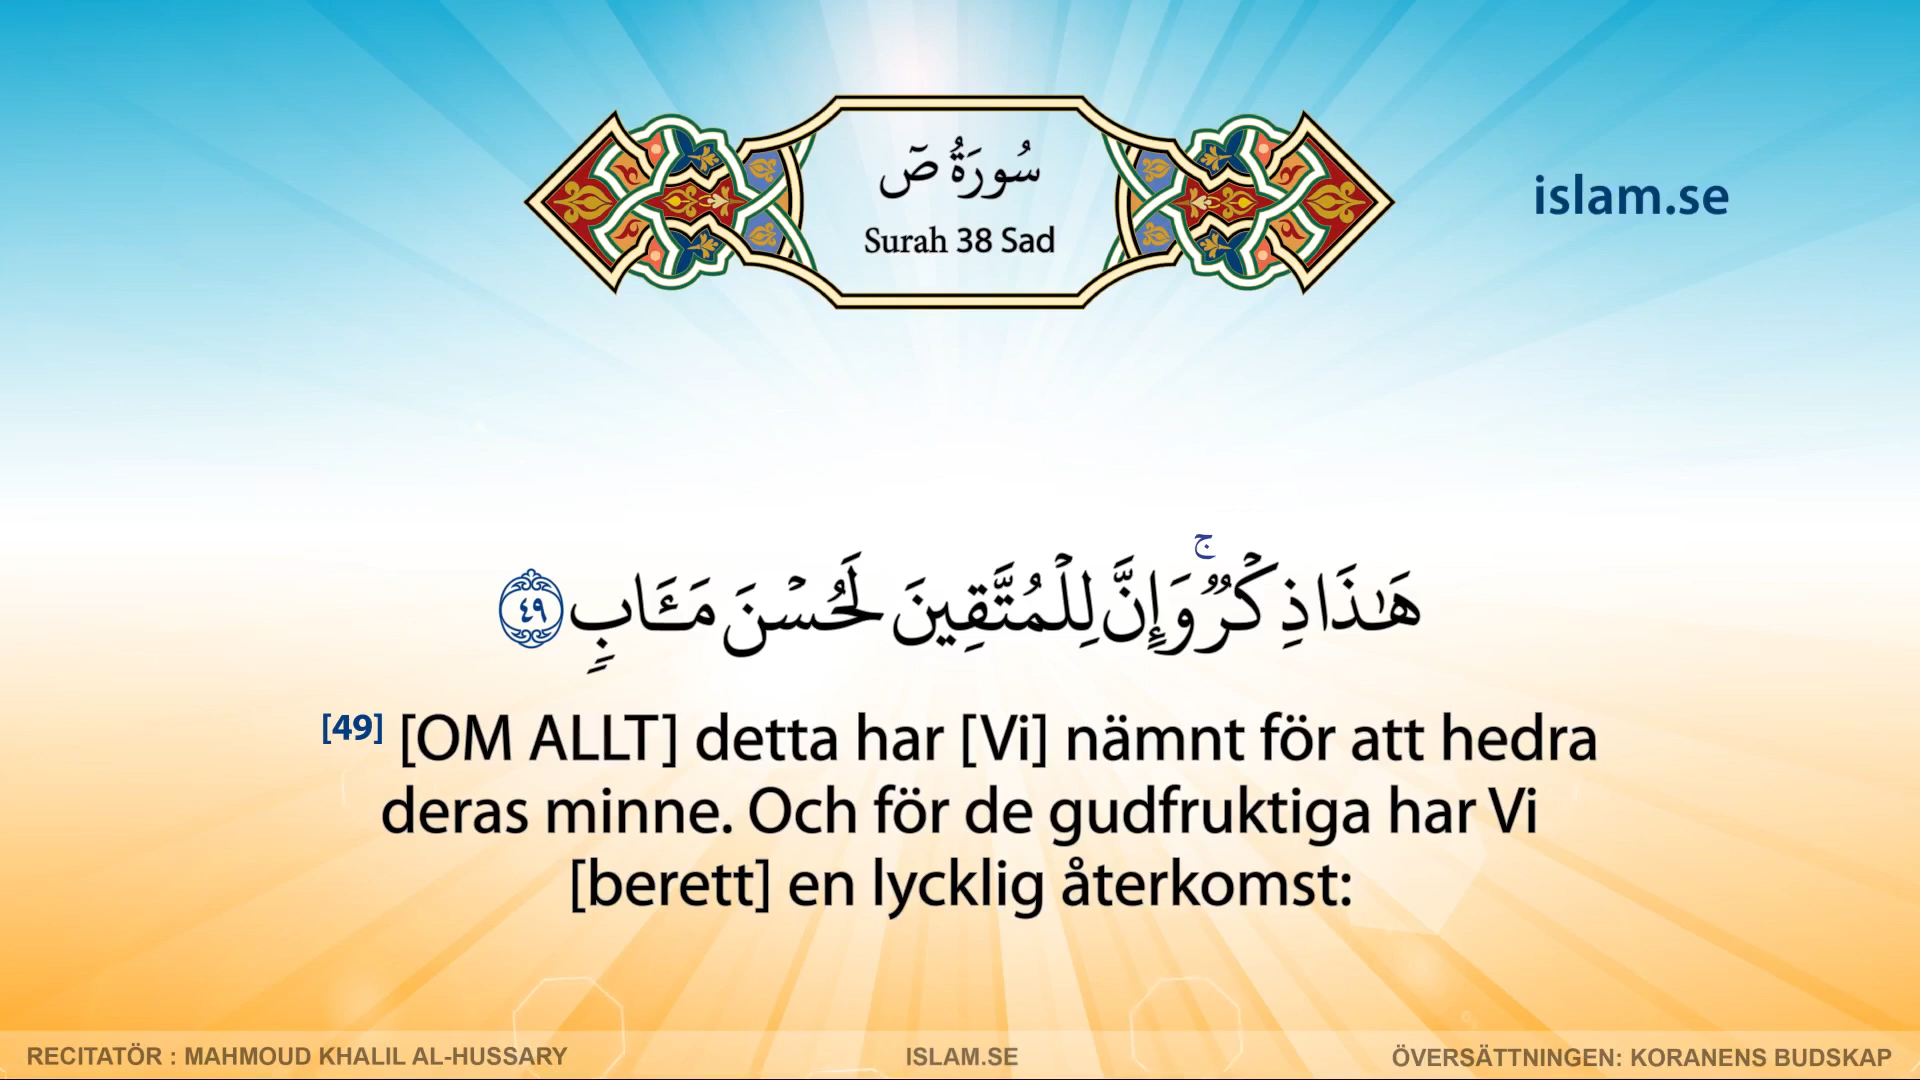 سُورَةُ صٓ
Surah 38 Sad
islam.se
هَٰذَا ذِكْرٌۭ ۚ وَإِنَّ لِلْمُتَّقِينَ لَحُسْنَ مَـَٔابٍۢ ٤٩
[49] [OM ALLT] detta har [Vi] nämnt för att hedra
deras minne. Och för de gudfruktiga har Vi
[berett] en lycklig återkomst:
RECITATÖR : MAHMOUD KHALIL AL-HUSSARY
ISLAM.SE
ÖVERSÄTTNINGEN: KORANENS BUDSKAP